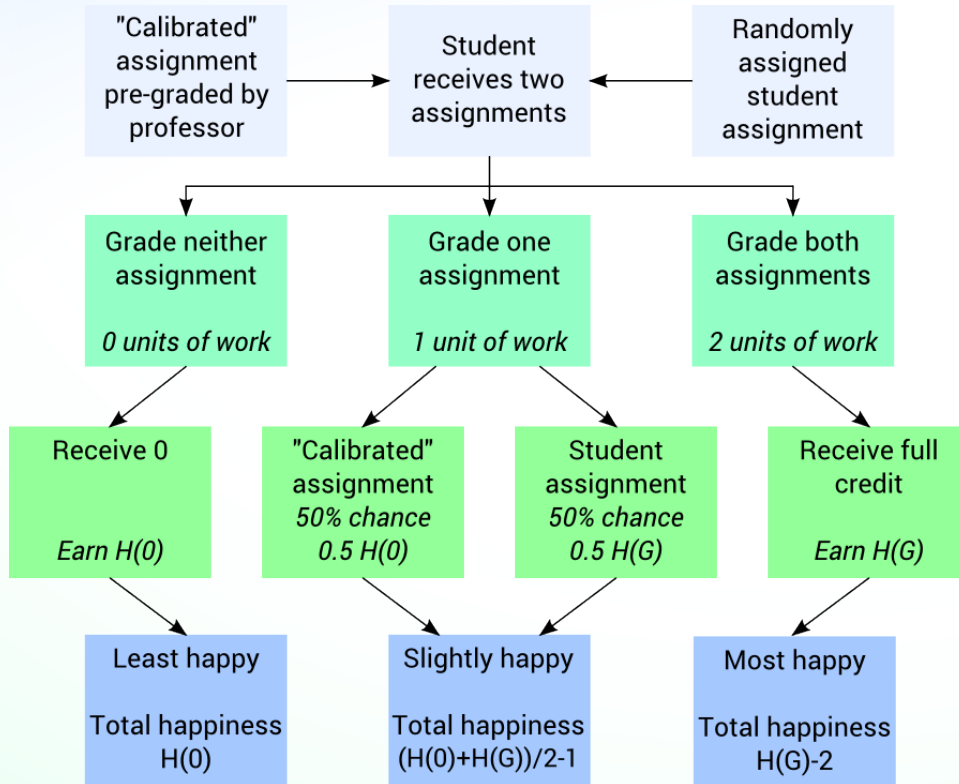 "Calibrated"
assignment
pre-graded by
professor
Student
receives two
assignments
Randomly
assigned
student
assignment
Grade neither
assignment
0 units of work
Grade one
assignment
1 unit of work
Grade both
assignments
2 units of work
Receive 0
Earn H(0)
"Calibrated"
assignment
50% chance
0.5 H(0)
Student
assignment
50% chance
0.5 H(G)
Receive full
credit
Earn H(G)
Least happy
Total happiness
H(0)
Slightly happy
Total happiness
(H(0)+H(G))/2-1
Most happy
Total happiness
H(G)-2